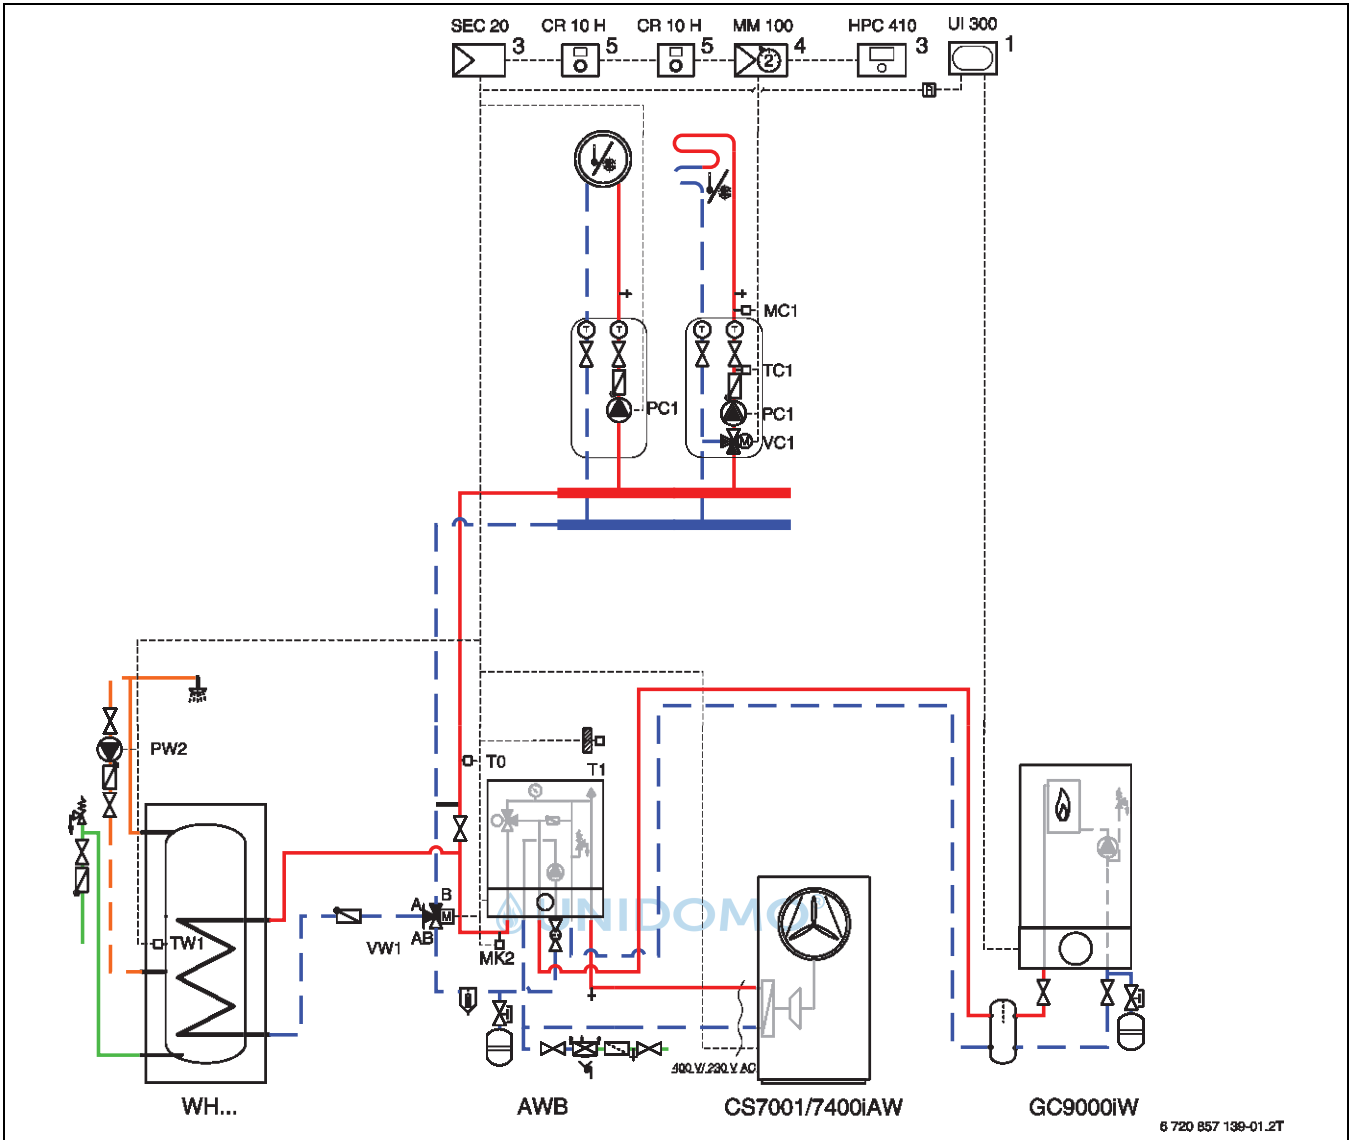 SEC 20 CR 10 H CR 10 H MM 100 HPC 410 UI 300
3 5 5 2 4 3 1
R
MC1
T T T T
TC1
PC1 PC1
M VC1
PW2
T0
T1
A B
M
VW1 AB
TW1
MK2
UNIDOMO®
400 V/230 V AC
WH... AWB CS7001/7400iAW GC9000iW
6 720 857 139-01.2T